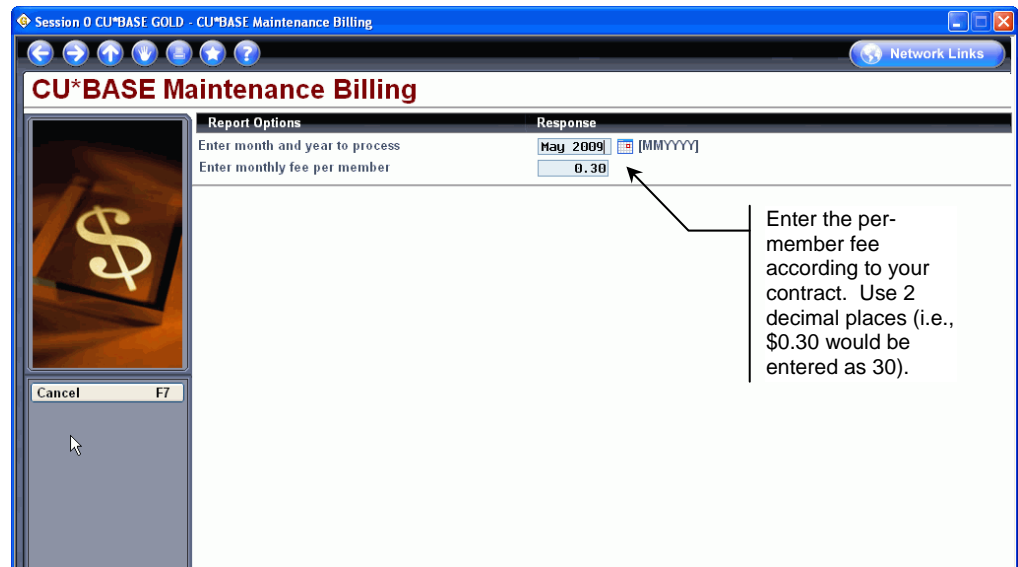 Session 0 CU*BASE GOLD - CU*BASE Maintenance Billing
Network Links
CU*BASE Maintenance Billing
Report Options Response
Enter month and year to process May 2009 [MMYYYY]
Enter monthly fee per member 0.30
Enter the per-
member fee
according to your
contract. Use 2
decimal places (i.e.,
$0.30 would be
entered as 30).
Cancel F7